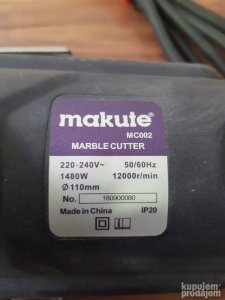 makute®
MC002
MARBLE CUTTER
220-240V~ 50/60Hz
1480W 12000r/min
Ø110mm
No. 180900080
Made in China IP20
kupujem
prodajem